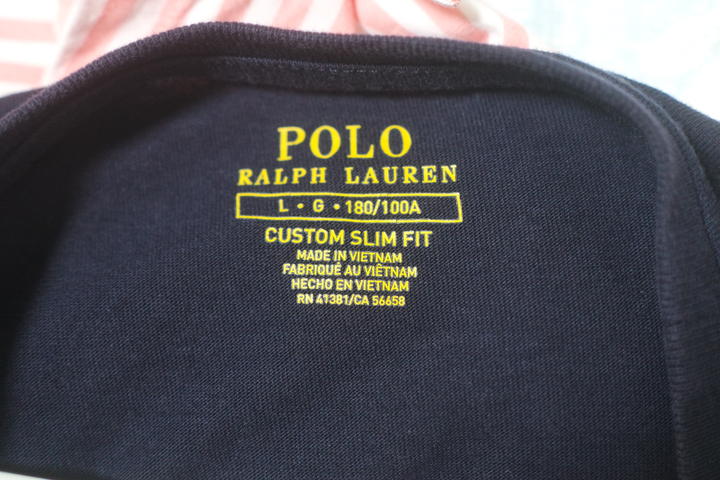 POLO
RALPH LAUREN
L • G • 180/100A
CUSTOM SLIM FIT
MADE IN VIETNAM
FABRIQUÉ AU VIÊTNAM
HECHO EN VIETNAM
RN 41381/CA 56658